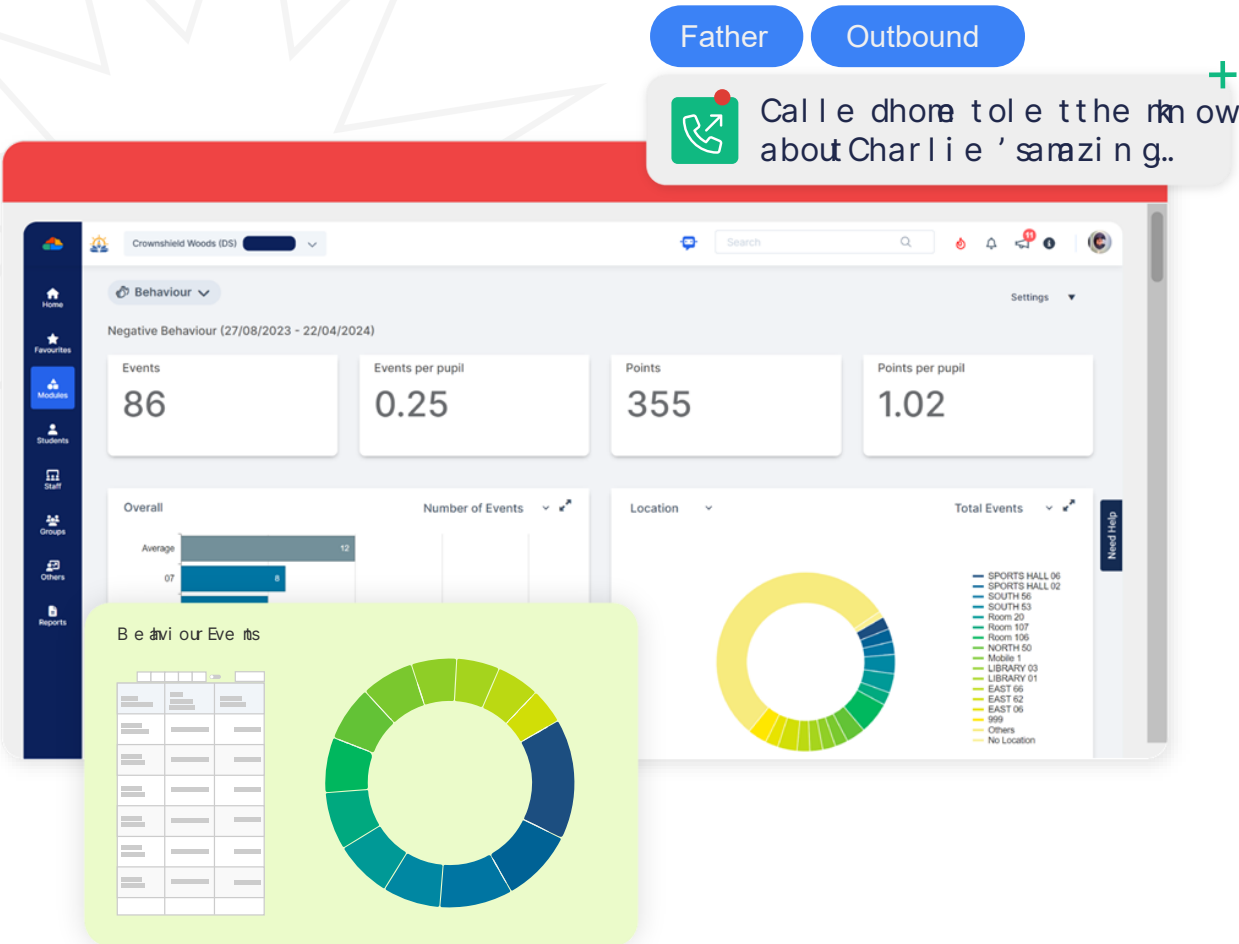 Father Outbound
Called home to let them know
about Charlie's amazing..
Crownshield Woods (DS)
Search
11
Home
Favourites
Modules
Students
Staff
Groups
Others
Reports
Behaviour
Settings
Negative Behaviour (27/08/2023 - 22/04/2024)
Events
86
Events per pupil
0.25
Points
355
Points per pupil
1.02
Overall
Number of Events
Average
12
07
8
Location
Total Events
SPORTS HALL 06
SPORTS HALL 02
SOUTH 56
SOUTH 53
Room 20
Room 107
Room 106
NORTH 50
Mobile 1
LIBRARY 03
LIBRARY 01
EAST 66
EAST 62
EAST 06
999
Others
No Location
Need Help
Behaviour Events